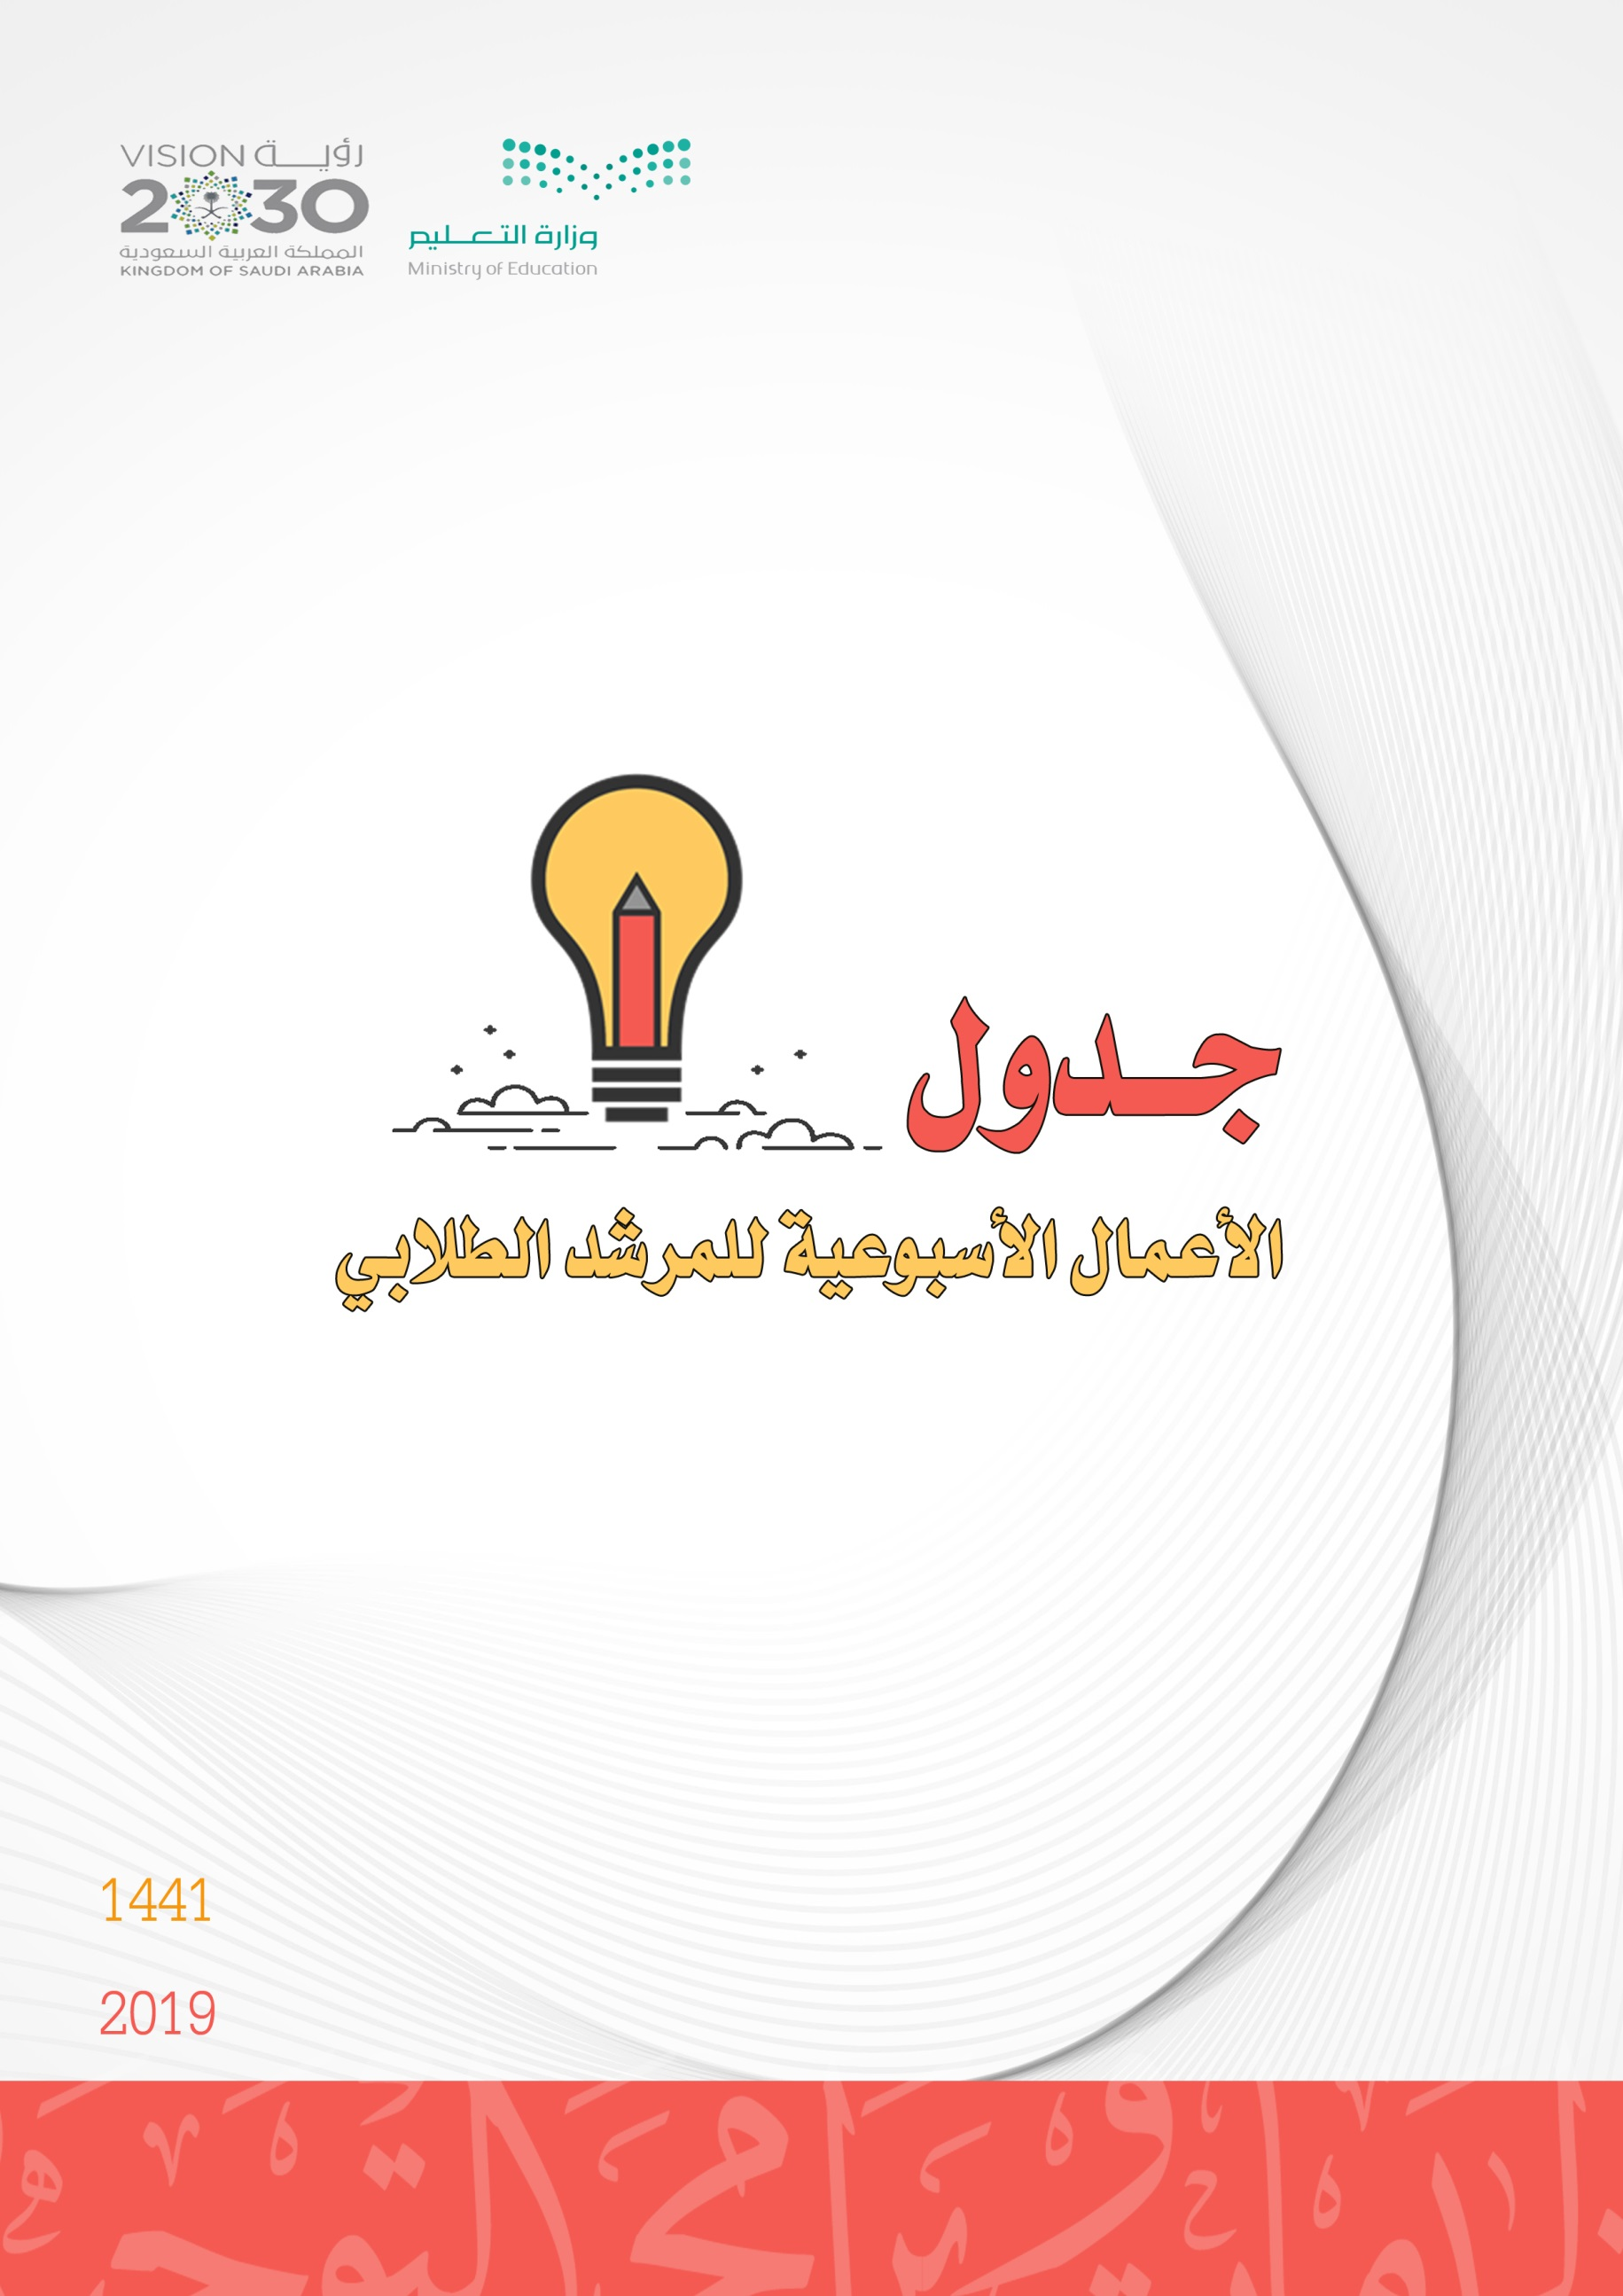 VISION رؤيـــة
2030
المملكة العربية السعودية
KINGDOM OF SAUDI ARABIA
وزارة التـعـلـيم
Ministry of Education
جـدول
الأعمال الأسبوعية للمرشد الطلابي
1441
2019